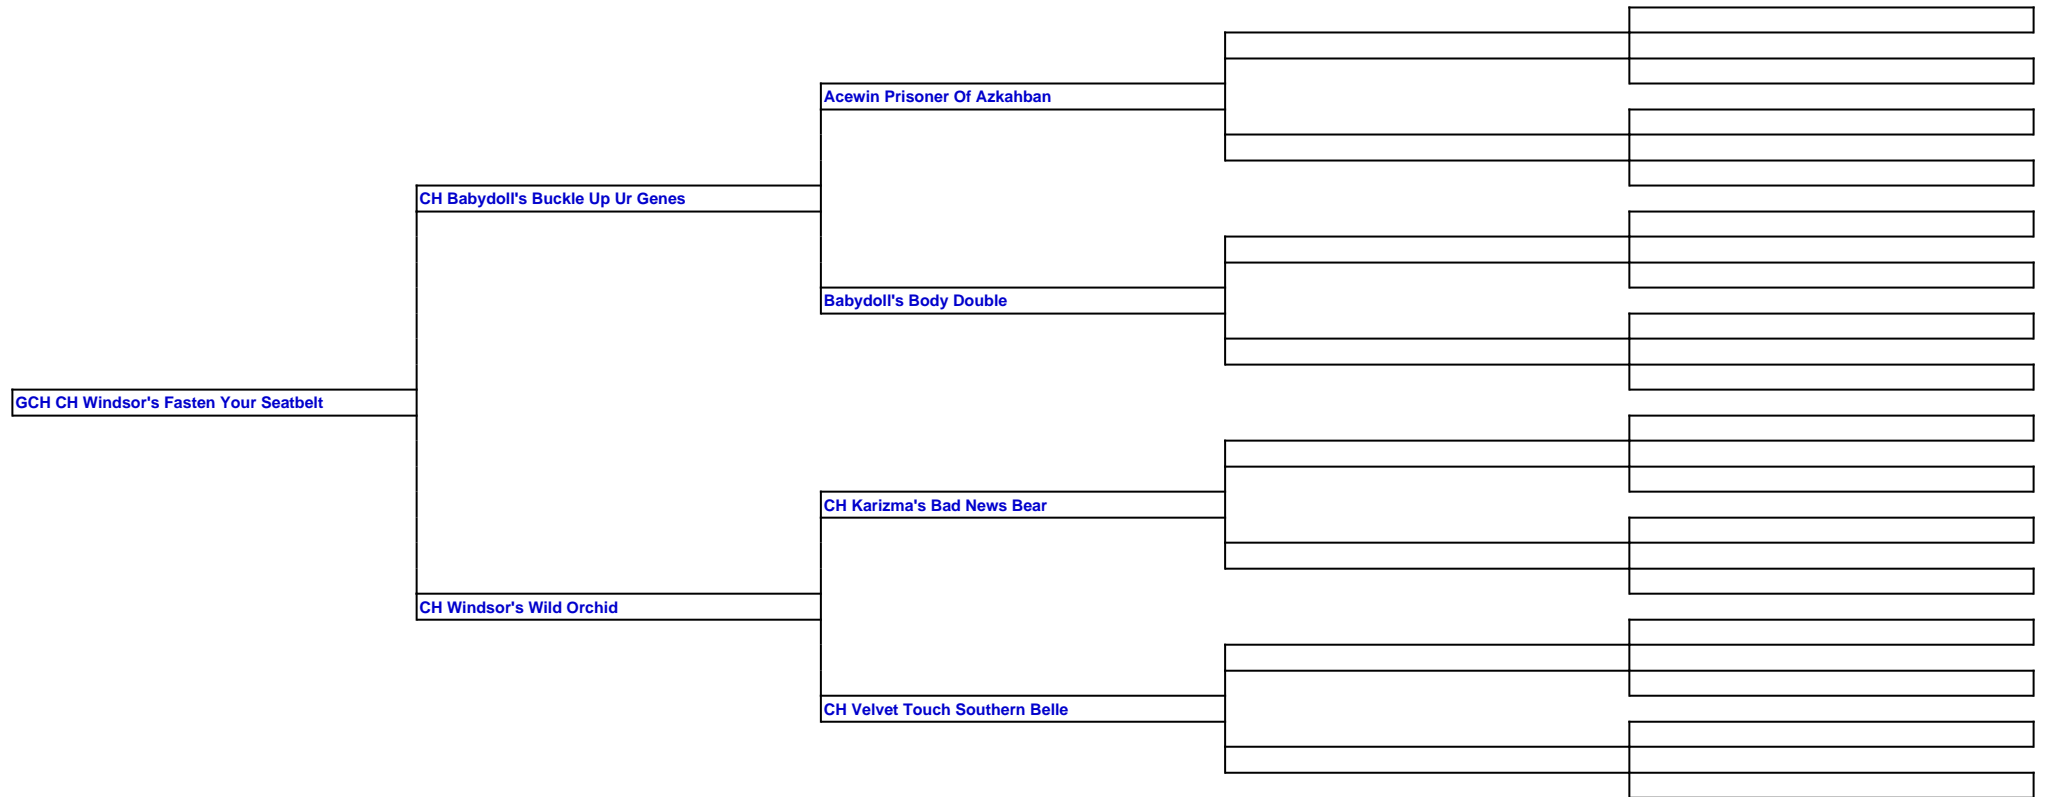 Acewin Prisoner Of Azkahban
CH Babydoll's Buckle Up Ur Genes
Babydoll's Body Double
GCH CH Windsor's Fasten Your Seatbelt
CH Karizma's Bad News Bear
CH Windsor's Wild Orchid
CH Velvet Touch Southern Belle